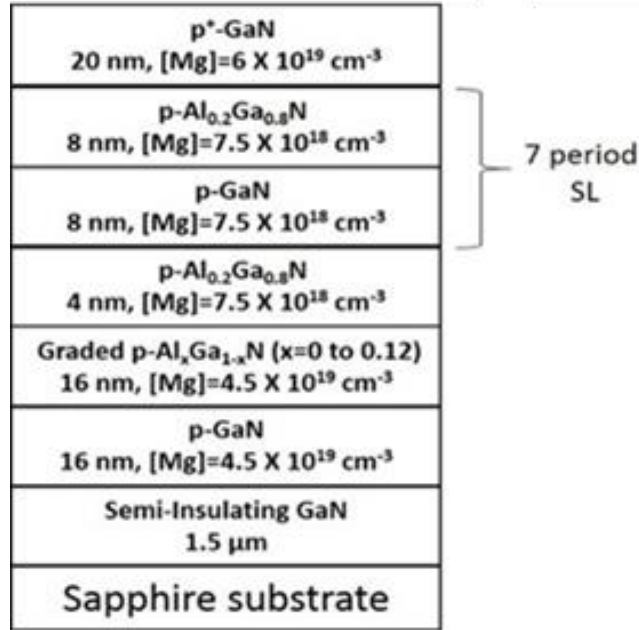 p⁺-GaN
20 nm, [Mg]=6 X 10¹⁹ cm⁻³
p-Al₀.₂Ga₀.₈N
8 nm, [Mg]=7.5 X 10¹⁸ cm⁻³
p-GaN
8 nm, [Mg]=7.5 X 10¹⁸ cm⁻³
7 period
SL
p-Al₀.₂Ga₀.₈N
4 nm, [Mg]=7.5 X 10¹⁸ cm⁻³
Graded p-AlₓGa₁₋ₓN (x=0 to 0.12)
16 nm, [Mg]=4.5 X 10¹⁹ cm⁻³
p-GaN
16 nm, [Mg]=4.5 X 10¹⁹ cm⁻³
Semi-Insulating GaN
1.5 μm
Sapphire substrate